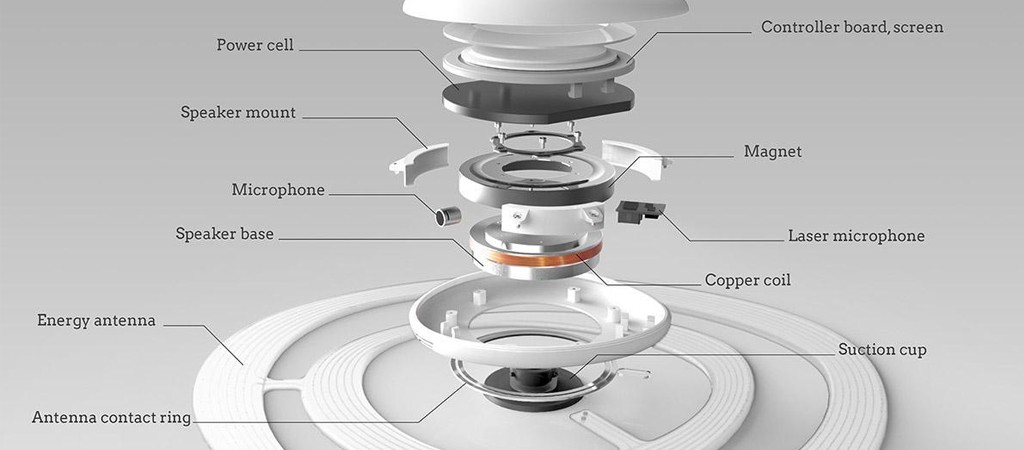 Controller board, screen
Power cell
Speaker mount
Magnet
Microphone
Speaker base
Laser microphone
Copper coil
Energy antenna
Suction cup
Antenna contact ring